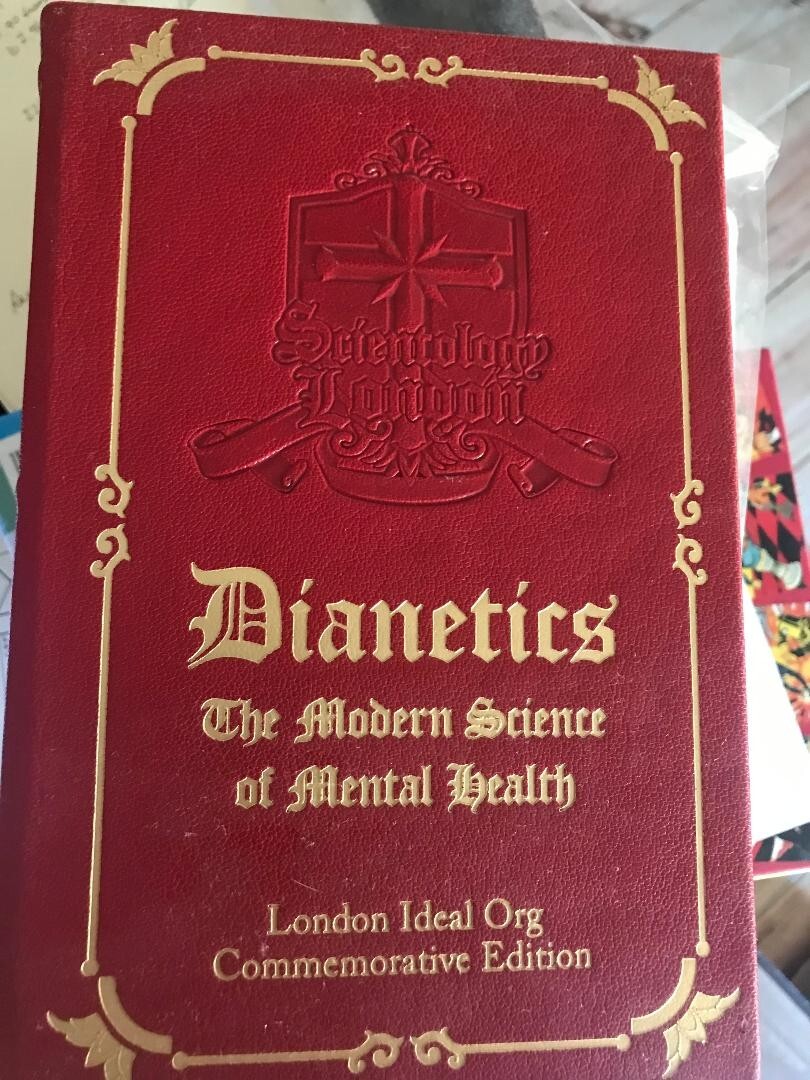 Scientology
London
Dianetics
The Modern Science
of Mental Health
London Ideal Org
Commemorative Edition